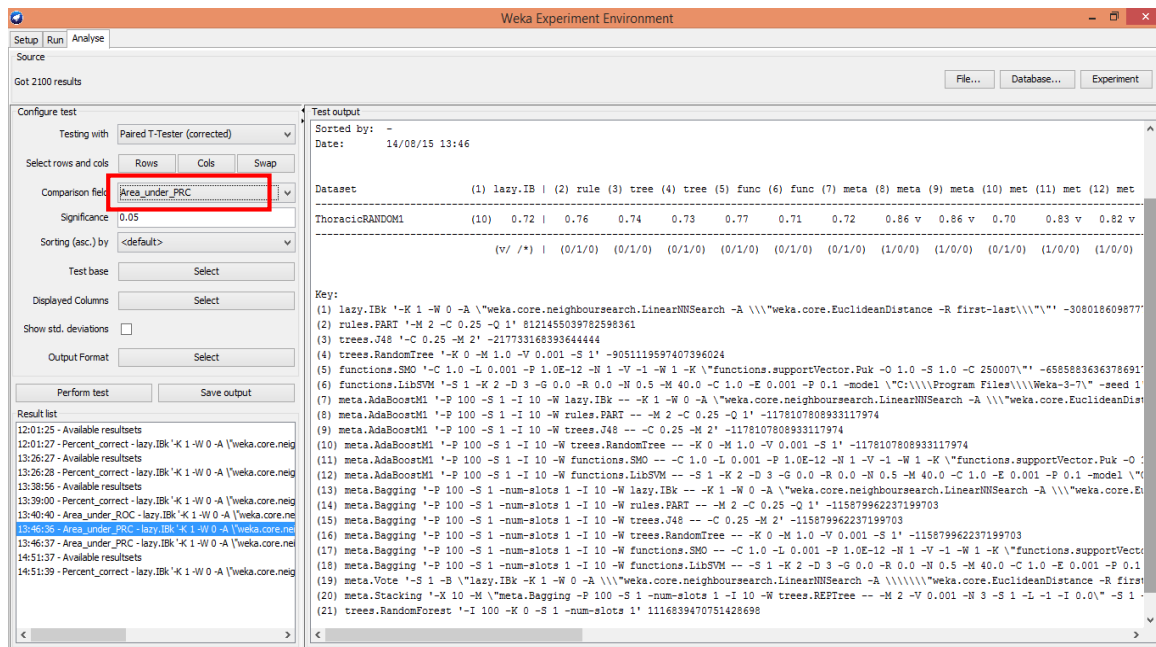 Weka Experiment Environment
Setup Run Analyse
Source
Got 2100 results
File... Database... Experiment
Configure test
Testing with Paired T-Tester (corrected)
Select rows and cols Rows Cols Swap
Comparison field Area_under_PRC
Significance 0.05
Sorting (asc.) by <default>
Test base Select
Displayed Columns Select
Show std. deviations
Output Format Select
Perform test Save output
Result list
12:01:25 - Available resultsets
12:01:27 - Percent_correct - lazy.IBk '-K 1 -W 0 -A \"weka.core.neig
13:26:27 - Available resultsets
13:26:28 - Percent_correct - lazy.IBk '-K 1 -W 0 -A \"weka.core.neig
13:38:56 - Available resultsets
13:39:00 - Percent_correct - lazy.IBk '-K 1 -W 0 -A \"weka.core.neig
13:40:40 - Area_under_ROC - lazy.IBk '-K 1 -W 0 -A \"weka.core.nei
13:46:36 - Area_under_PRC - lazy.IBk '-K 1 -W 0 -A \"weka.core.nei
13:46:37 - Area_under_PRC - lazy.IBk '-K 1 -W 0 -A \"weka.core.nei
14:51:37 - Available resultsets
14:51:39 - Percent_correct - lazy.IBk '-K 1 -W 0 -A \"weka.core.neig
Test output
Sorted by: -
Date: 14/08/15 13:46
Dataset (1) lazy.IB | (2) rule (3) tree (4) tree (5) func (6) func (7) meta (8) meta (9) meta (10) met (11) met (12) met
ThoracicRANDOM1 (10) 0.72 | 0.76 0.74 0.73 0.77 0.71 0.72 0.86 v 0.86 v 0.70 0.83 v 0.82 v
(v/ /*) | (0/1/0) (0/1/0) (0/1/0) (0/1/0) (0/1/0) (0/1/0) (1/0/0) (1/0/0) (0/1/0) (1/0/0) (1/0/0)
Key:
(1) lazy.IBk '-K 1 -W 0 -A \"weka.core.neighboursearch.LinearNNSearch -A \\\"weka.core.EuclideanDistance -R first-last\\\"\"' -3080186098777
(2) rules.PART '-M 2 -C 0.25 -Q 1' 8121455039782598361
(3) trees.J48 '-C 0.25 -M 2' -217733168393644444
(4) trees.RandomTree '-K 0 -M 1.0 -V 0.001 -S 1' -9051119597407396024
(5) functions.SMO '-C 1.0 -L 0.001 -P 1.0E-12 -N 1 -V -1 -W 1 -K \"functions.supportVector.Puk -O 1.0 -S 1.0 -C 250007\"' -65858836363786917
(6) functions.LibSVM '-S 1 -K 2 -D 3 -G 0.0 -R 0.0 -N 0.5 -M 40.0 -C 1.0 -E 0.001 -P 0.1 -model \"C:\\\\Program Files\\\\Weka-3-7\" -seed 1'
(7) meta.AdaBoostM1 '-P 100 -S 1 -I 10 -W lazy.IBk -- -K 1 -W 0 -A \"weka.core.neighboursearch.LinearNNSearch -A \\\"weka.core.EuclideanDist
(8) meta.AdaBoostM1 '-P 100 -S 1 -I 10 -W rules.PART -- -M 2 -C 0.25 -Q 1' -1178107808933117974
(9) meta.AdaBoostM1 '-P 100 -S 1 -I 10 -W trees.J48 -- -C 0.25 -M 2' -1178107808933117974
(10) meta.AdaBoostM1 '-P 100 -S 1 -I 10 -W trees.RandomTree -- -K 0 -M 1.0 -V 0.001 -S 1' -1178107808933117974
(11) meta.AdaBoostM1 '-P 100 -S 1 -I 10 -W functions.SMO -- -C 1.0 -L 0.001 -P 1.0E-12 -N 1 -V -1 -W 1 -K \"functions.supportVector.Puk -O
(12) meta.AdaBoostM1 '-P 100 -S 1 -I 10 -W functions.LibSVM -- -S 1 -K 2 -D 3 -G 0.0 -R 0.0 -N 0.5 -M 40.0 -C 1.0 -E 0.001 -P 0.1 -model \"
(13) meta.Bagging '-P 100 -S 1 -num-slots 1 -I 10 -W lazy.IBk -- -K 1 -W 0 -A \"weka.core.neighboursearch.LinearNNSearch -A \\\"weka.core.Eu
(14) meta.Bagging '-P 100 -S 1 -num-slots 1 -I 10 -W rules.PART -- -M 2 -C 0.25 -Q 1' -115879962237199703
(15) meta.Bagging '-P 100 -S 1 -num-slots 1 -I 10 -W trees.J48 -- -C 0.25 -M 2' -115879962237199703
(16) meta.Bagging '-P 100 -S 1 -num-slots 1 -I 10 -W trees.RandomTree -- -K 0 -M 1.0 -V 0.001 -S 1' -115879962237199703
(17) meta.Bagging '-P 100 -S 1 -num-slots 1 -I 10 -W functions.SMO -- -C 1.0 -L 0.001 -P 1.0E-12 -N 1 -V -1 -W 1 -K \"functions.supportVecto
(18) meta.Bagging '-P 100 -S 1 -num-slots 1 -I 10 -W functions.LibSVM -- -S 1 -K 2 -D 3 -G 0.0 -R 0.0 -N 0.5 -M 40.0 -C 1.0 -E 0.001 -P 0.1
(19) meta.Vote '-S 1 -B \"lazy.IBk -K 1 -W 0 -A \\\"weka.core.neighboursearch.LinearNNSearch -A \\\\\\\"weka.core.EuclideanDistance -R first
(20) meta.Stacking '-X 10 -M \"meta.Bagging -P 100 -S 1 -num-slots 1 -I 10 -W trees.REPTree -- -M 2 -V 0.001 -N 3 -S 1 -L -1 -I 0.0\" -S 1 -
(21) trees.RandomForest '-I 100 -K 0 -S 1 -num-slots 1' 1116839470751428698